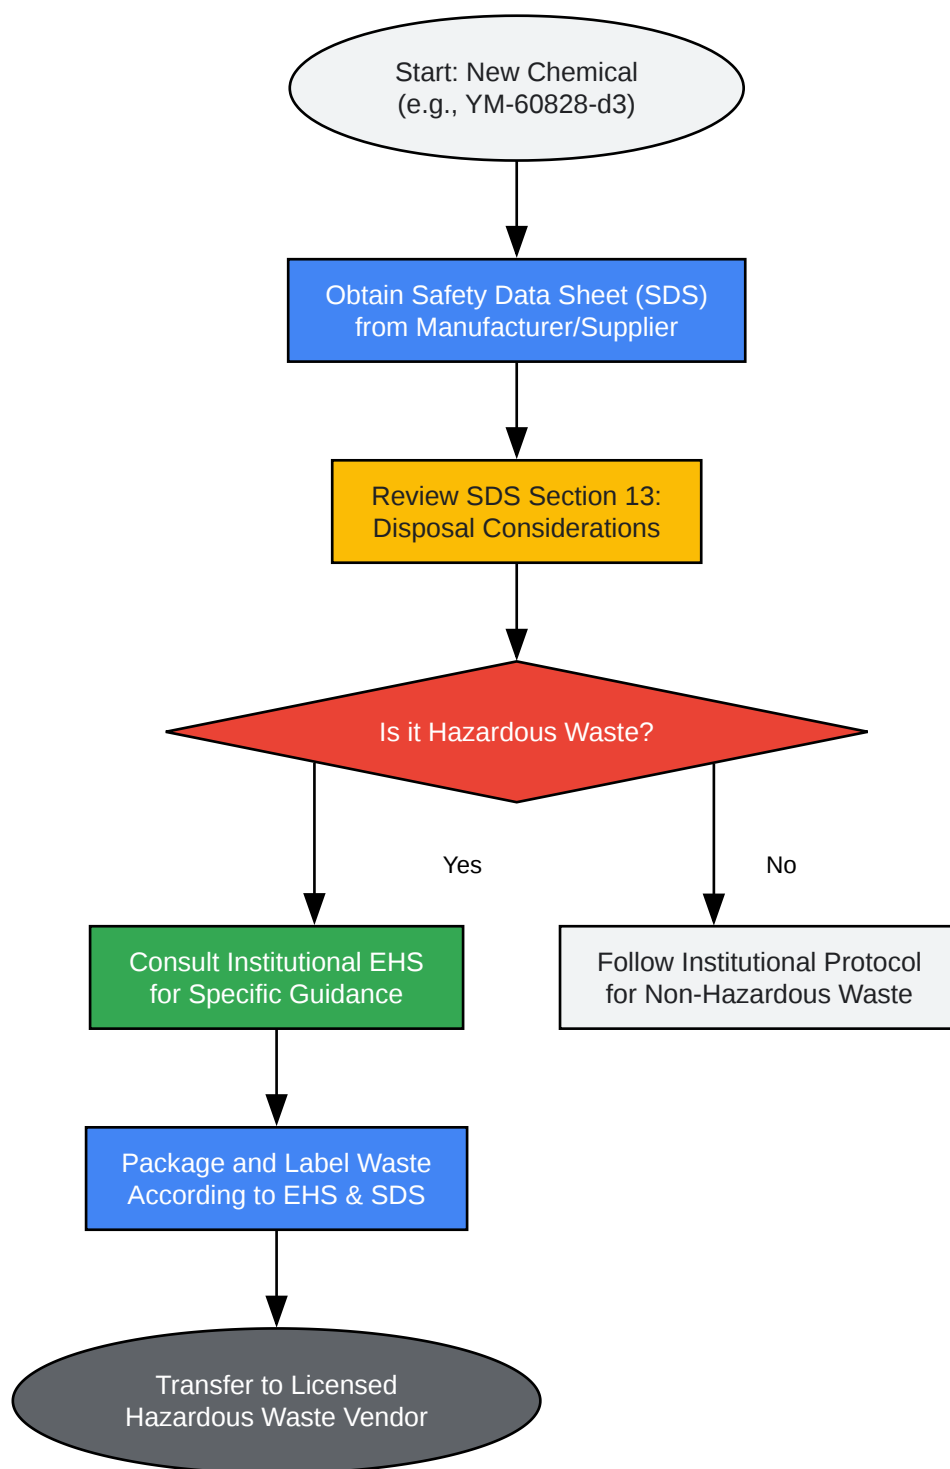 Start: New Chemical
(e.g., YM-60828-d3)
Obtain Safety Data Sheet (SDS)
from Manufacturer/Supplier
Review SDS Section 13:
Disposal Considerations
Is it Hazardous Waste?
Yes
No
Consult Institutional EHS
for Specific Guidance
Follow Institutional Protocol
for Non-Hazardous Waste
Package and Label Waste
According to EHS & SDS
Transfer to Licensed
Hazardous Waste Vendor